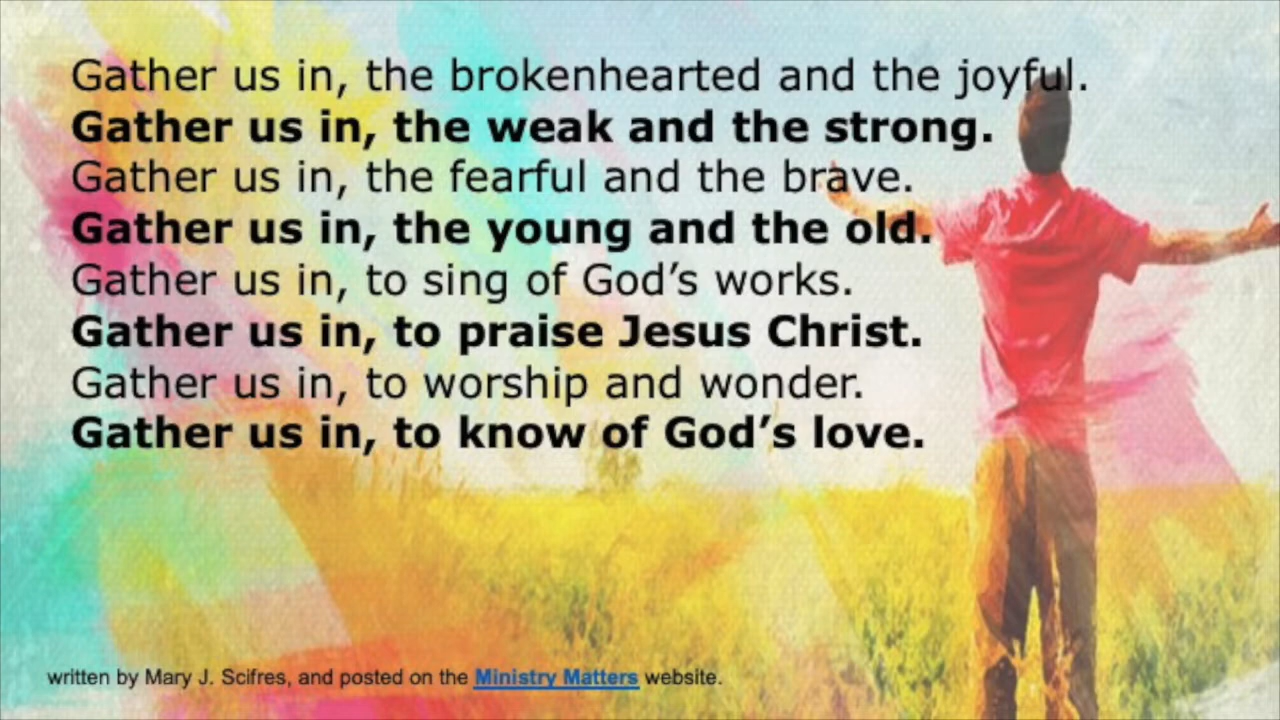 Gather us in, the brokenhearted and the joyful.
Gather us in, the weak and the strong.
Gather us in, the fearful and the brave.
Gather us in, the young and the old.
Gather us in, to sing of God’s works.
Gather us in, to praise Jesus Christ.
Gather us in, to worship and wonder.
Gather us in, to know of God’s love.
written by Mary J. Scifres, and posted on the Ministry Matters website.